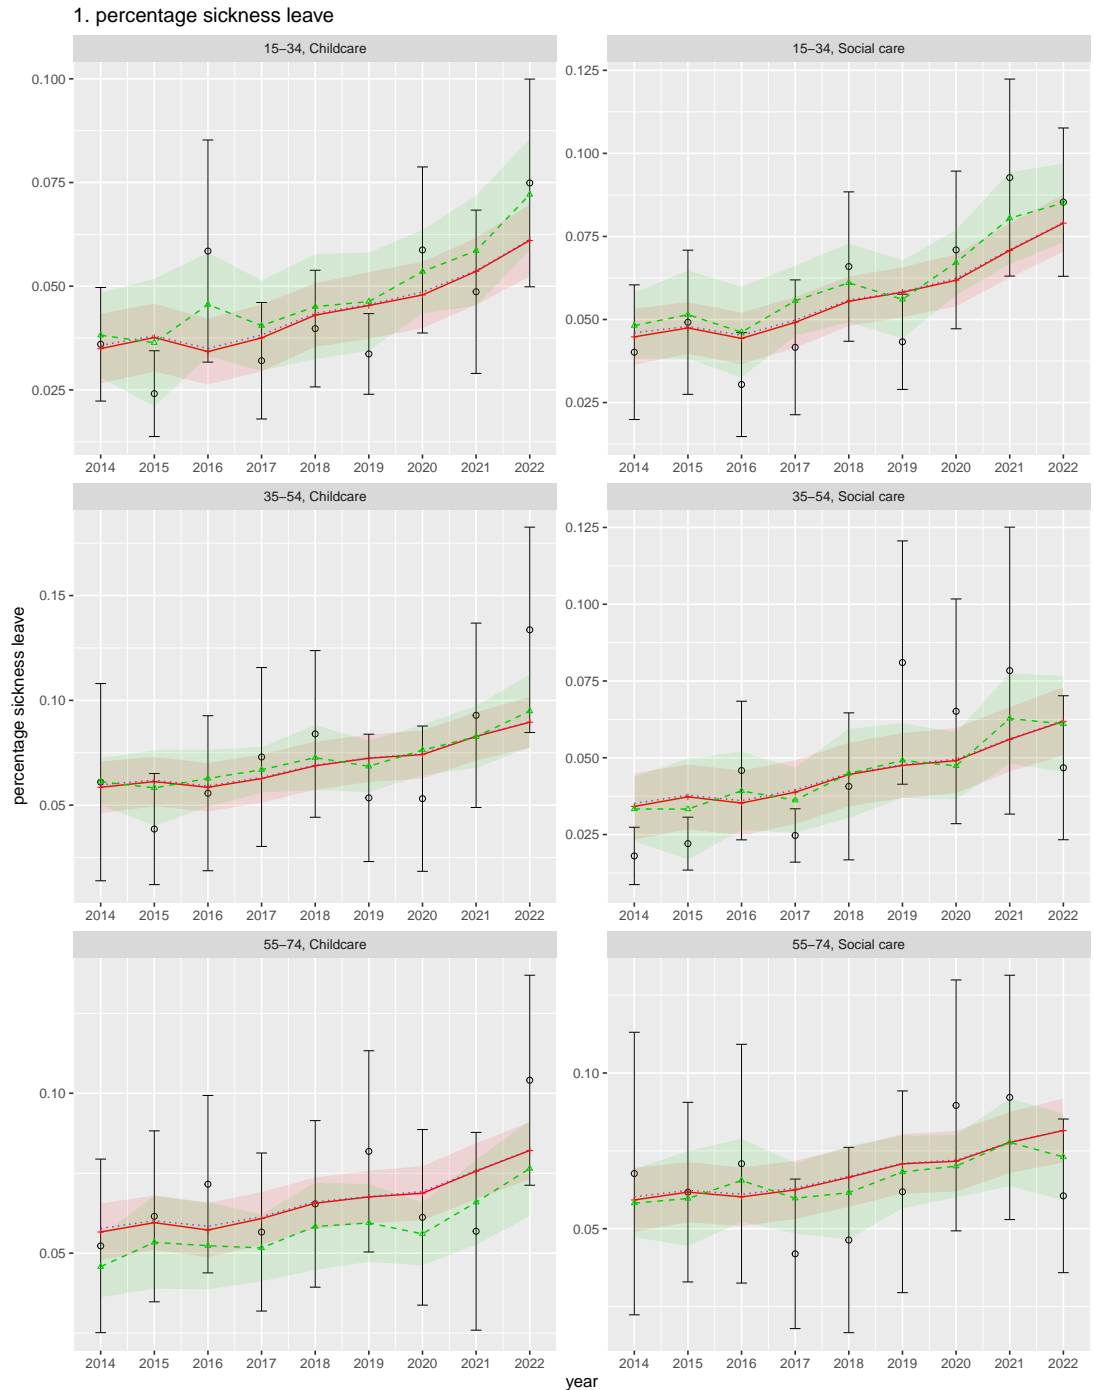 1. percentage sickness leave
15−34, Childcare
15−34, Social care
0.100
0.075
0.050
0.025
0.125
0.100
0.075
0.050
0.025
2014 2015 2016 2017 2018 2019 2020 2021 2022
2014 2015 2016 2017 2018 2019 2020 2021 2022
35−54, Childcare
35−54, Social care
0.15
0.10
0.05
0.125
0.100
0.075
0.050
0.025
2014 2015 2016 2017 2018 2019 2020 2021 2022
2014 2015 2016 2017 2018 2019 2020 2021 2022
55−74, Childcare
55−74, Social care
0.10
0.05
0.10
0.05
2014 2015 2016 2017 2018 2019 2020 2021 2022
2014 2015 2016 2017 2018 2019 2020 2021 2022
percentage sickness leave
year